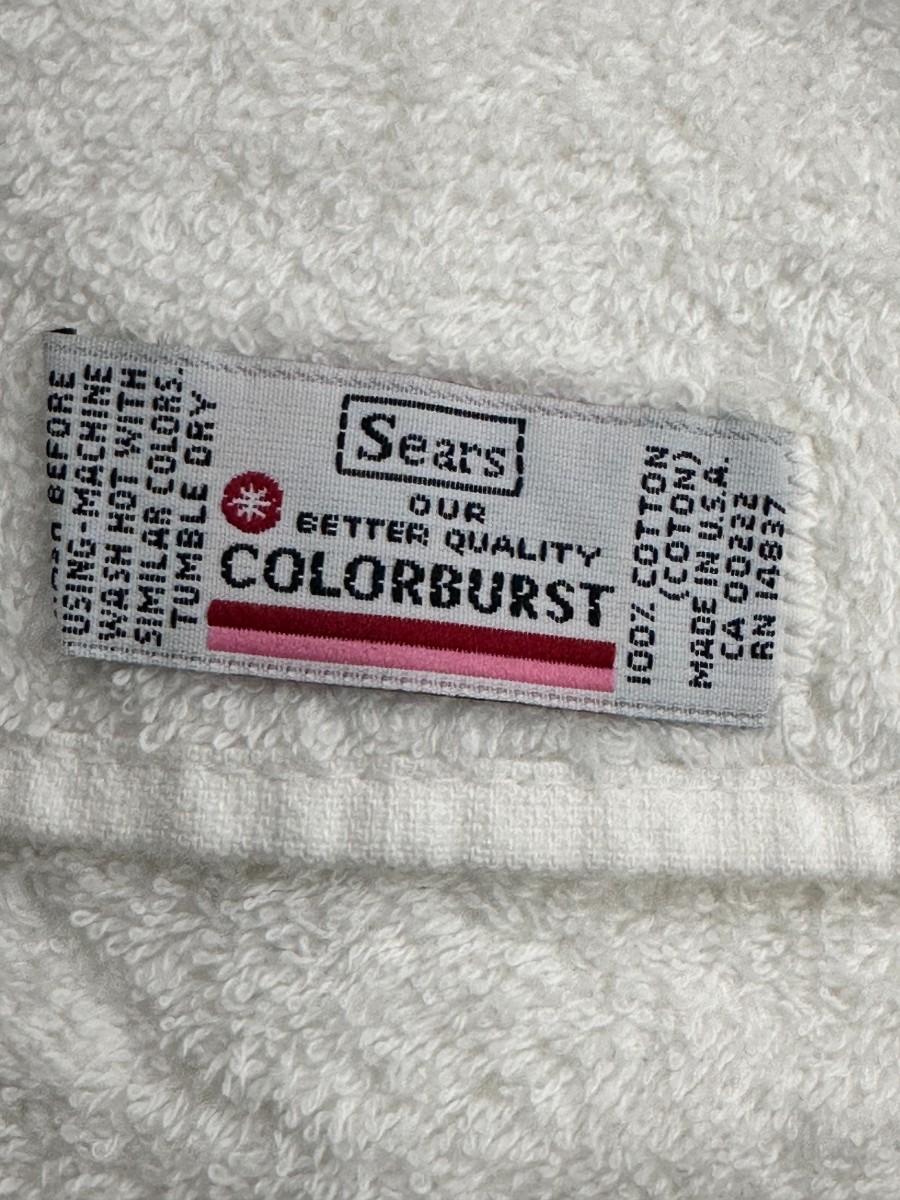 BEFORE
USING-MACHINE
WASH HOT WITH
SIMILAR COLORS.
TUMBLE DRY
Sears
OUR
BETTER QUALITY
COLORBURST
100% COTTON
(COTON)
MADE IN U.S.A.
CA 00222
RN 14837